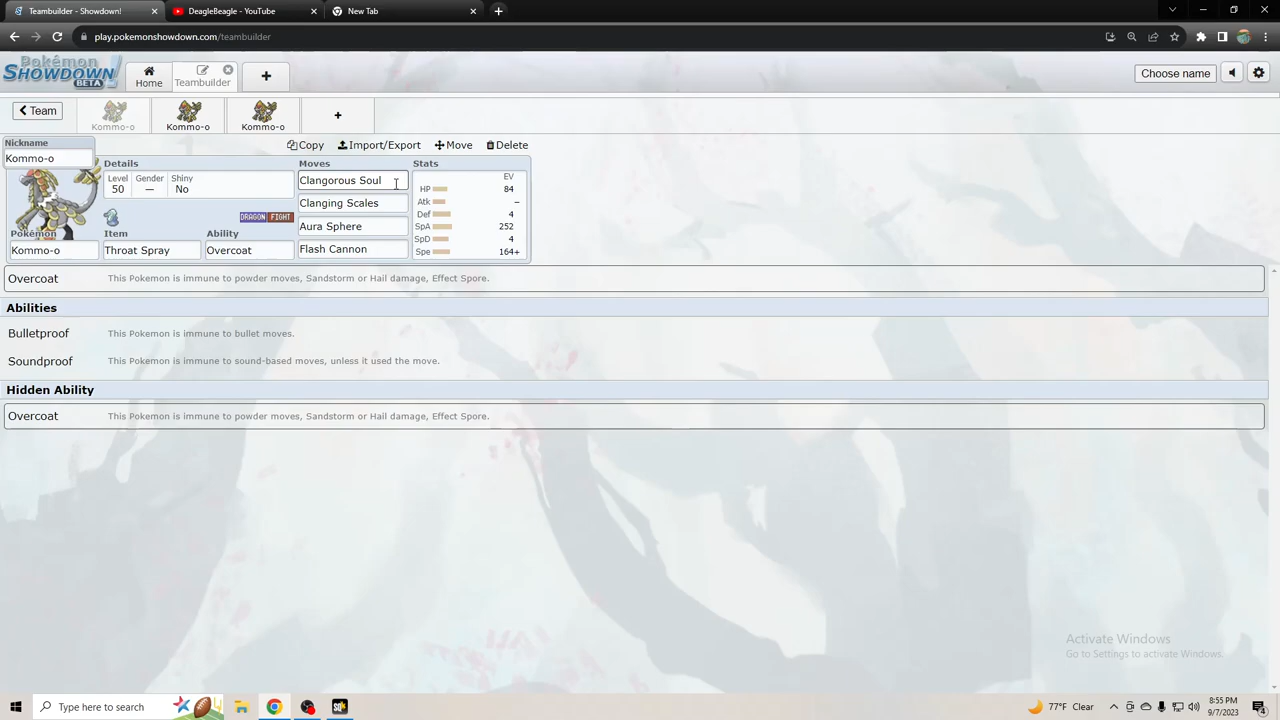 Teambuilder - Showdown!
DeagleBeagle - YouTube
New Tab
play.pokemonshowdown.com/teambuilder
Pokémon
SHOWDOWN
BETA
Home
Teambuilder
Choose name
Team
Kommo-o
Kommo-o
Kommo-o
Copy
Import/Export
Move
Delete
Nickname
Kommo-o
Details
Level
50
Gender
—
Shiny
No
DRAGON FIGHT
Pokémon
Kommo-o
Item
Throat Spray
Ability
Overcoat
Moves
Clangorous Soul
Clanging Scales
Aura Sphere
Flash Cannon
Stats
EV
HP 84
Atk –
Def 4
SpA 252
SpD 4
Spe 164+
Overcoat This Pokemon is immune to powder moves, Sandstorm or Hail damage, Effect Spore.
Abilities
Bulletproof This Pokemon is immune to bullet moves.
Soundproof This Pokemon is immune to sound-based moves, unless it used the move.
Hidden Ability
Overcoat This Pokemon is immune to powder moves, Sandstorm or Hail damage, Effect Spore.
Activate Windows
Go to Settings to activate Windows.
Type here to search
77°F Clear
8:55 PM
9/7/2023
4